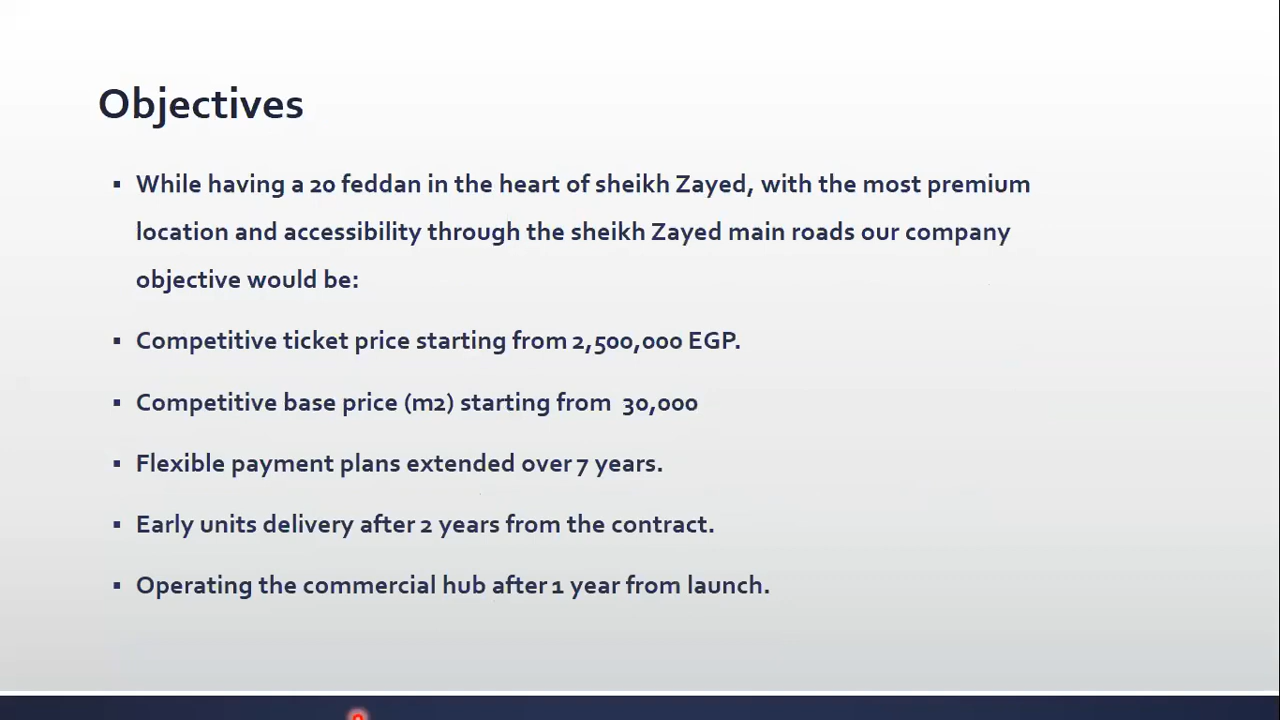 Objectives
▪ While having a 20 feddan in the heart of sheikh Zayed, with the most premium
location and accessibility through the sheikh Zayed main roads our company
objective would be:
▪ Competitive ticket price starting from 2,500,000 EGP.
▪ Competitive base price (m2) starting from 30,000
▪ Flexible payment plans extended over 7 years.
▪ Early units delivery after 2 years from the contract.
▪ Operating the commercial hub after 1 year from launch.